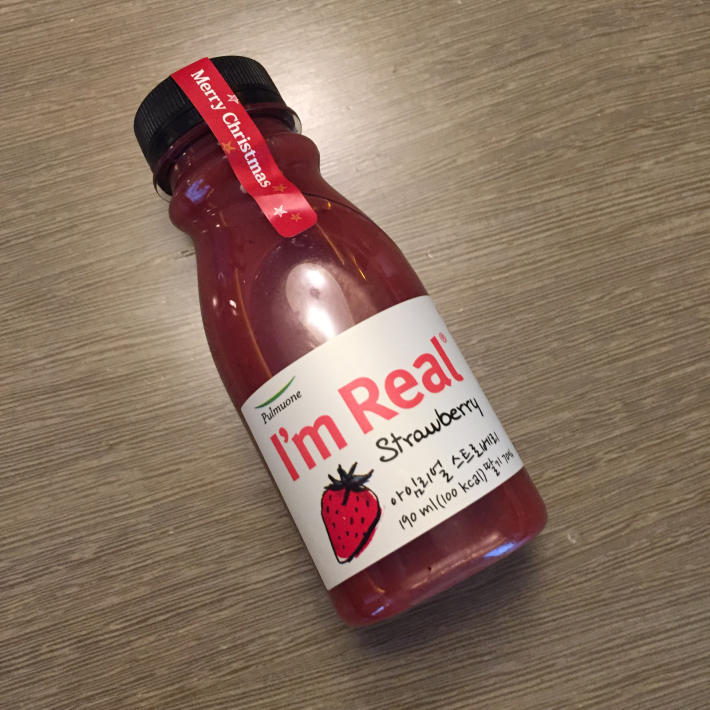 Merry Christmas
Pulmuone
I'm Real®
Strawberry
아임리얼 스트로베리
190 ml (100 kcal) 딸기 70%